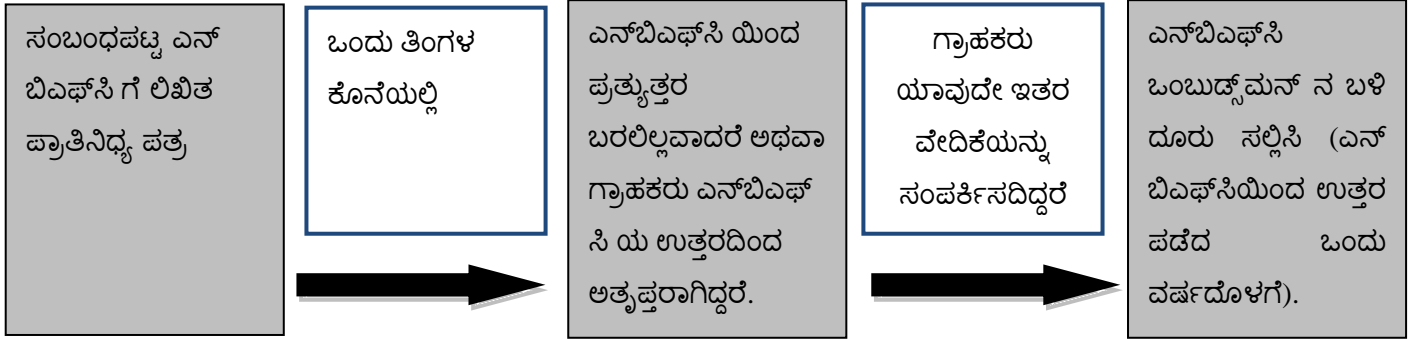 ಸಂಬಂಧಪಟ್ಟ ಎನ್
ಬಿಎಫ್‌ಸಿ ಗೆ ಲಿಖಿತ
ಪ್ರಾತಿನಿಧ್ಯ ಪತ್ರ
ಒಂದು ತಿಂಗಳ
ಕೊನೆಯಲ್ಲಿ
ಎನ್‌ಬಿಎಫ್‌ಸಿ ಯಿಂದ
ಪ್ರತ್ಯುತ್ತರ
ಬರಲಿಲ್ಲವಾದರೆ ಅಥವಾ
ಗ್ರಾಹಕರು ಎನ್‌ಬಿಎಫ್
ಸಿ ಯ ಉತ್ತರದಿಂದ
ಅತೃಪ್ತರಾಗಿದ್ದರೆ.
ಗ್ರಾಹಕರು
ಯಾವುದೇ ಇತರ
ವೇದಿಕೆಯನ್ನು
ಸಂಪರ್ಕಿಸದಿದ್ದರೆ
ಎನ್‌ಬಿಎಫ್‌ಸಿ
ಒಂಬುಡ್ಸ್‌ಮನ್ ನ ಬಳಿ
ದೂರು ಸಲ್ಲಿಸಿ (ಎನ್
ಬಿಎಫ್‌ಸಿಯಿಂದ ಉತ್ತರ
ಪಡೆದ ಒಂದು
ವರ್ಷದೊಳಗೆ).